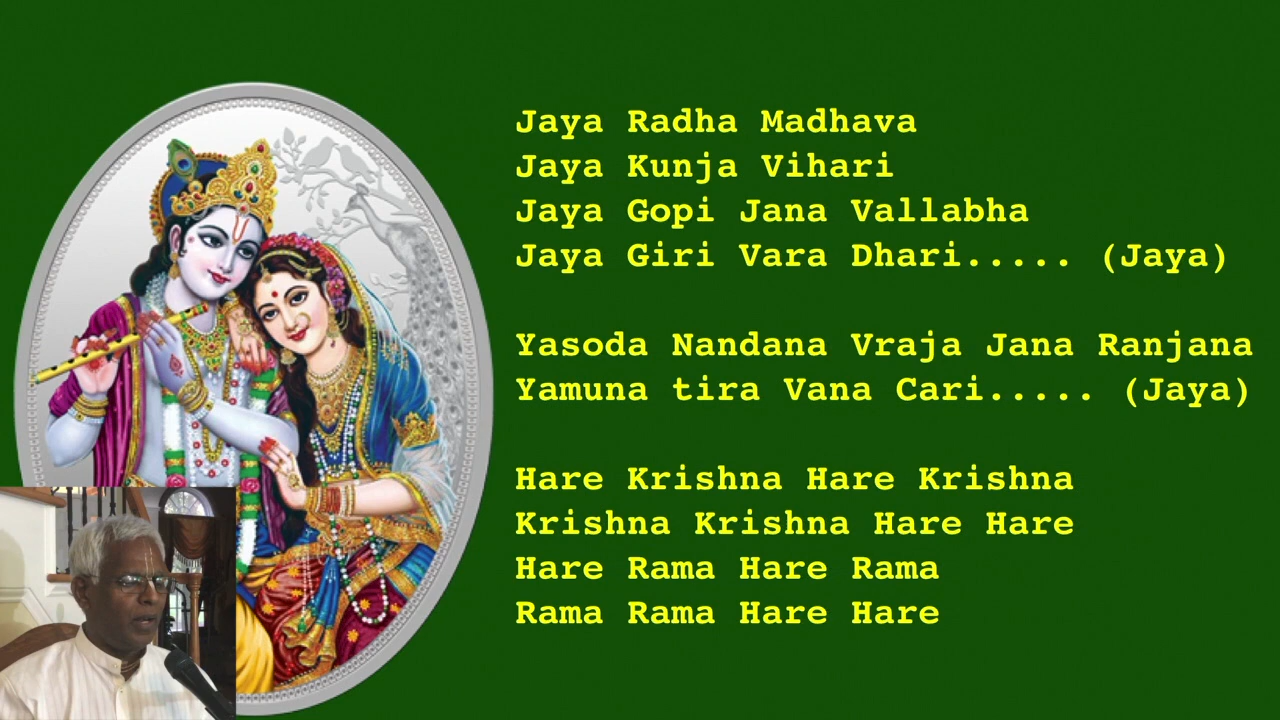 Jaya Radha Madhava
Jaya Kunja Vihari
Jaya Gopi Jana Vallabha
Jaya Giri Vara Dhari..... (Jaya)
Yasoda Nandana Vraja Jana Ranjana
Yamuna tira Vana Cari..... (Jaya)
Hare Krishna Hare Krishna
Krishna Krishna Hare Hare
Hare Rama Hare Rama
Rama Rama Hare Hare